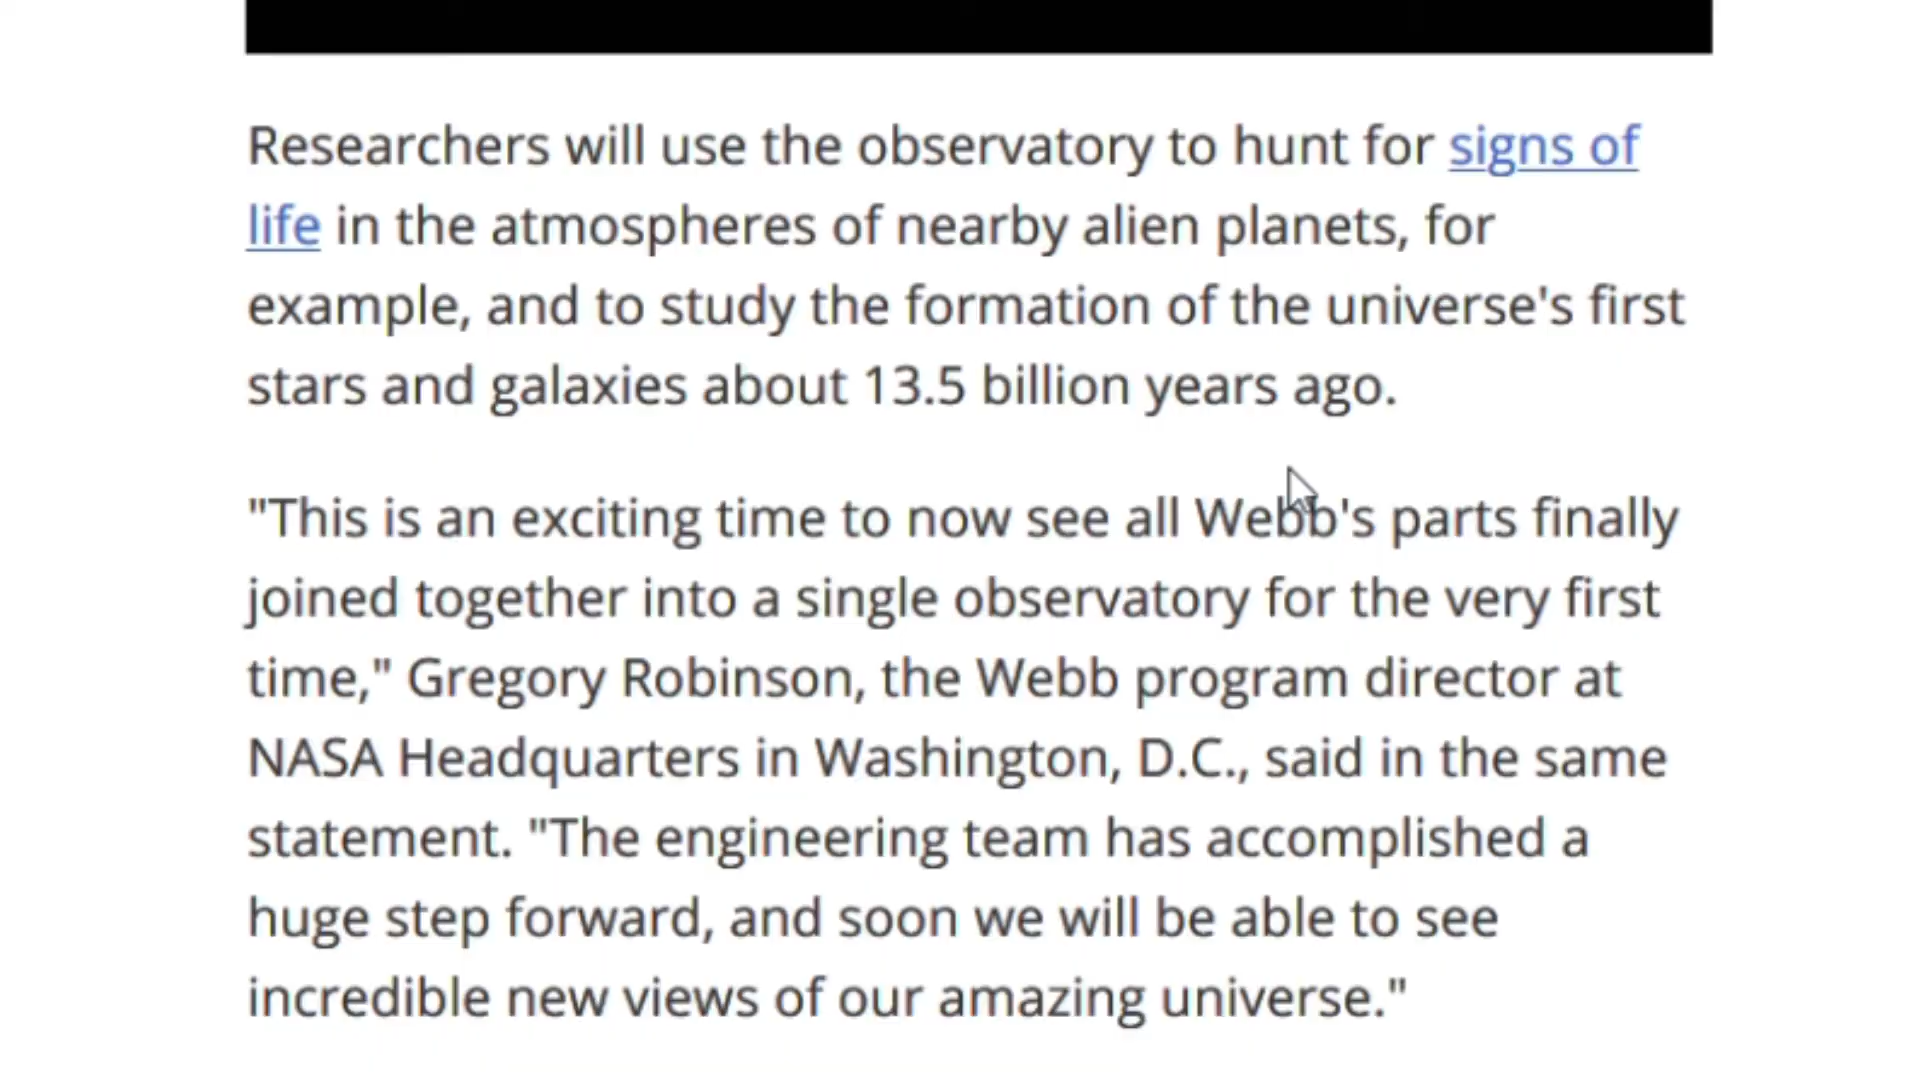 Researchers will use the observatory to hunt for signs of
life in the atmospheres of nearby alien planets, for
example, and to study the formation of the universe's first
stars and galaxies about 13.5 billion years ago.
"This is an exciting time to now see all Webb's parts finally
joined together into a single observatory for the very first
time," Gregory Robinson, the Webb program director at
NASA Headquarters in Washington, D.C., said in the same
statement. "The engineering team has accomplished a
huge step forward, and soon we will be able to see
incredible new views of our amazing universe."